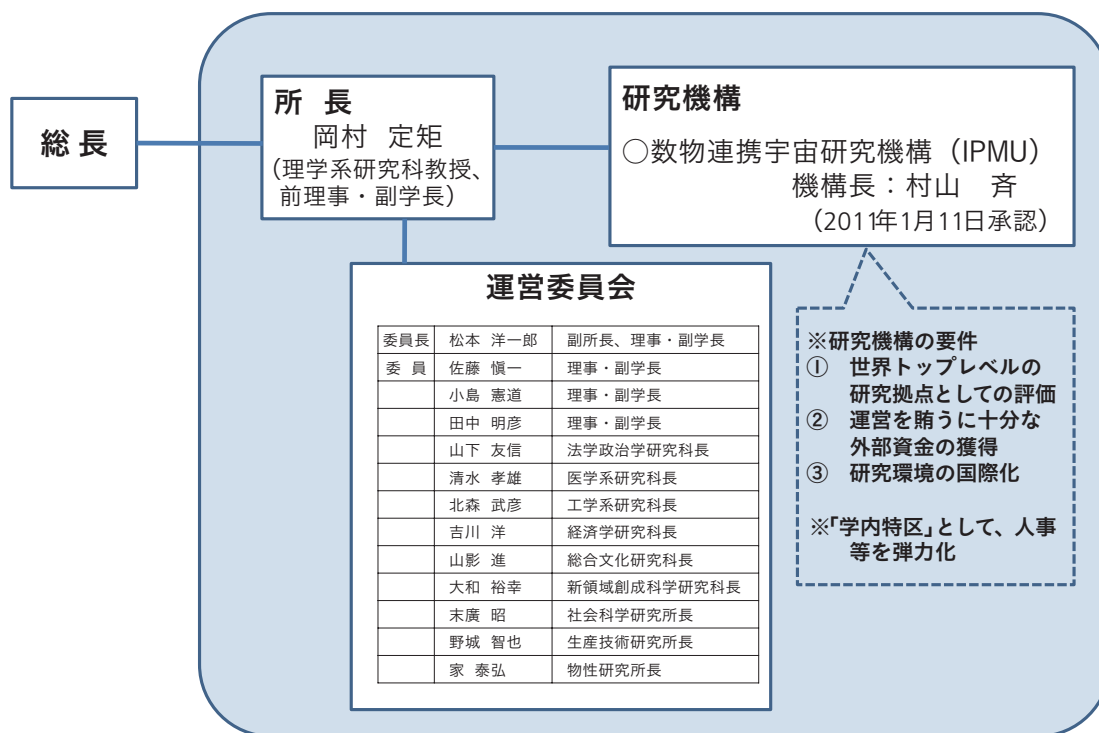 総長
所 長
岡村 定矩
(理学系研究科教授、
前理事・副学長)
研究機構
○数物連携宇宙研究機構 (IPMU)
機構長：村山 斉
(2011年1月11日承認)
運営委員会
委員長 松本 洋一郎 副所長、理事・副学長
委 員 佐藤 愼一 理事・副学長
小島 憲道 理事・副学長
田中 明彦 理事・副学長
山下 友信 法学政治学研究科長
清水 孝雄 医学系研究科長
北森 武彦 工学系研究科長
吉川 洋 経済学研究科長
山影 進 総合文化研究科長
大和 裕幸 新領域創成科学研究科長
末廣 昭 社会科学研究所長
野城 智也 生産技術研究所長
家 泰弘 物性研究所長
※研究機構の要件
① 世界トップレベルの
研究拠点としての評価
② 運営を賄うに十分な
外部資金の獲得
③ 研究環境の国際化
※「学内特区」として、人事
等を弾力化